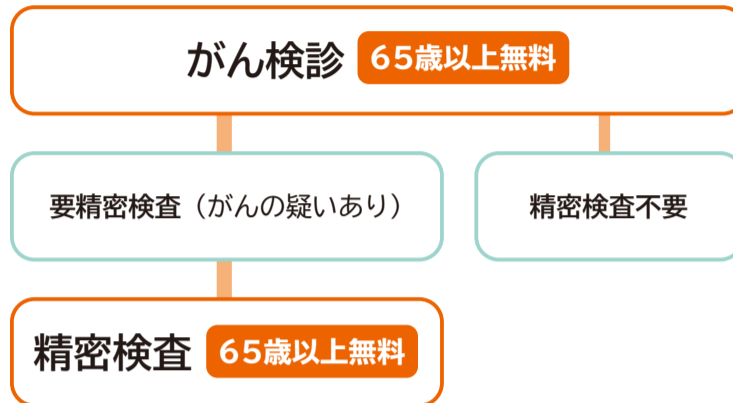 がん検診 65歳以上無料
要精密検査（がんの疑いあり） 精密検査不要
精密検査 65歳以上無料